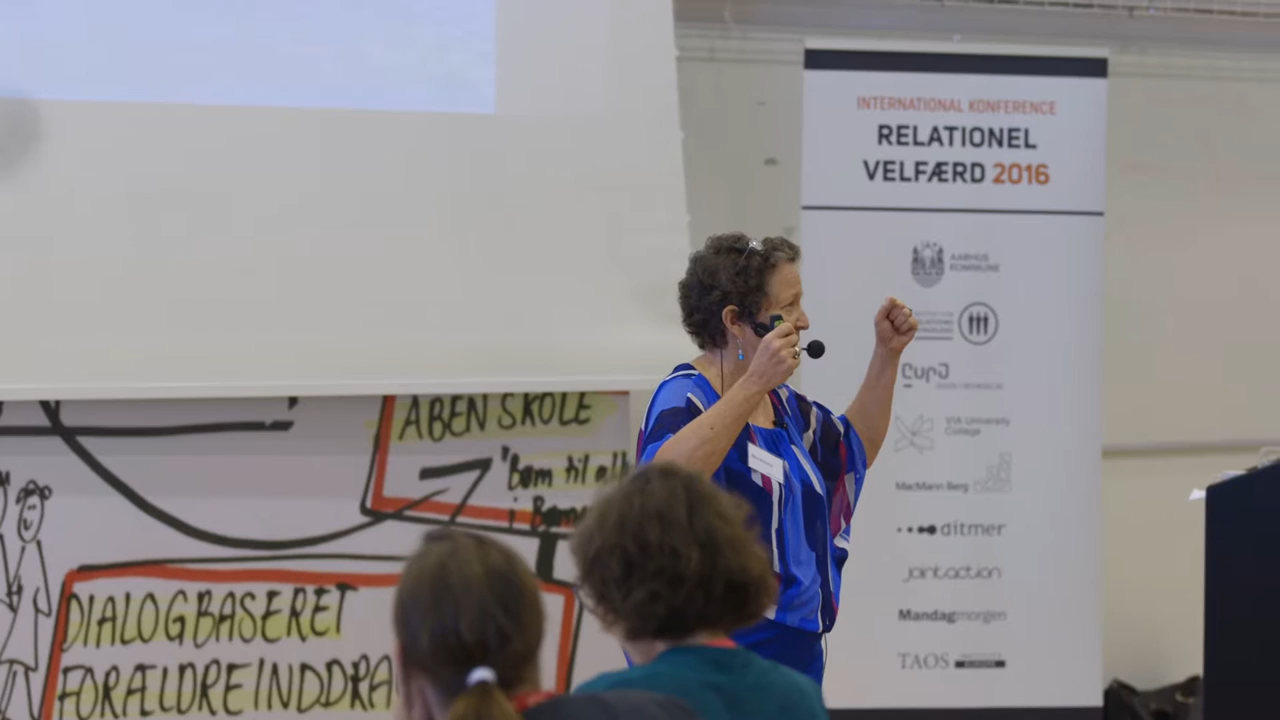 INTERNATIONAL KONFERENCE
RELATIONEL
VELFÆRD 2016
AARHUS
KOMMUNE
VIA University
College
MacMann Berg
ditmer
jointaction
Mandagmorgen
TAOS
ÅBEN SKOLE
"Børn til
i
DIALOGBASERET
FORÆLDREINDDRA